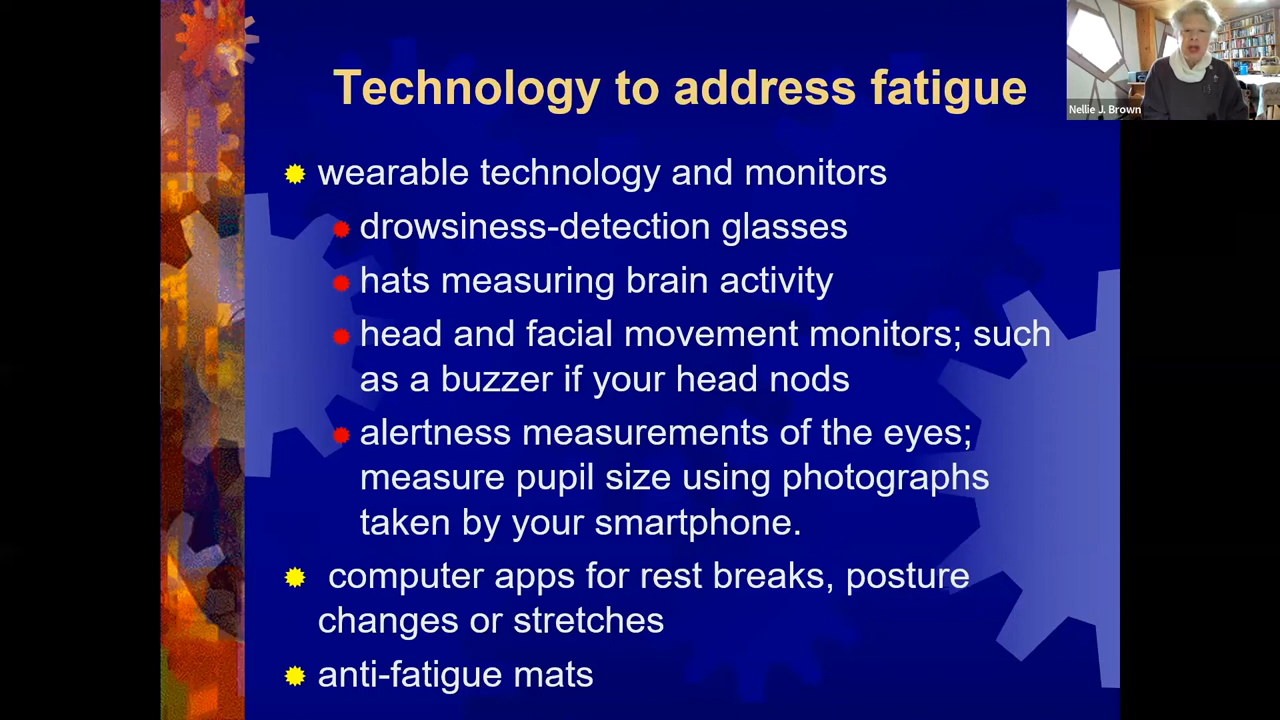 Technology to address fatigue
Nellie J. Brown
wearable technology and monitors
drowsiness-detection glasses
hats measuring brain activity
head and facial movement monitors; such
as a buzzer if your head nods
alertness measurements of the eyes;
measure pupil size using photographs
taken by your smartphone.
computer apps for rest breaks, posture
changes or stretches
anti-fatigue mats